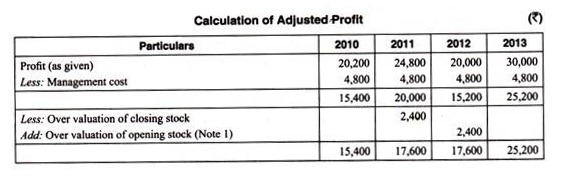 Calculation of Adjusted Profit (₹)
Particulars 2010 2011 2012 2013
Profit (as given) 20,200 24,800 20,000 30,000
Less: Management cost 4,800 4,800 4,800 4,800
15,400 20,000 15,200 25,200
Less: Over valuation of closing stock 2,400
Add: Over valuation of opening stock (Note 1) 2,400
15,400 17,600 17,600 25,200